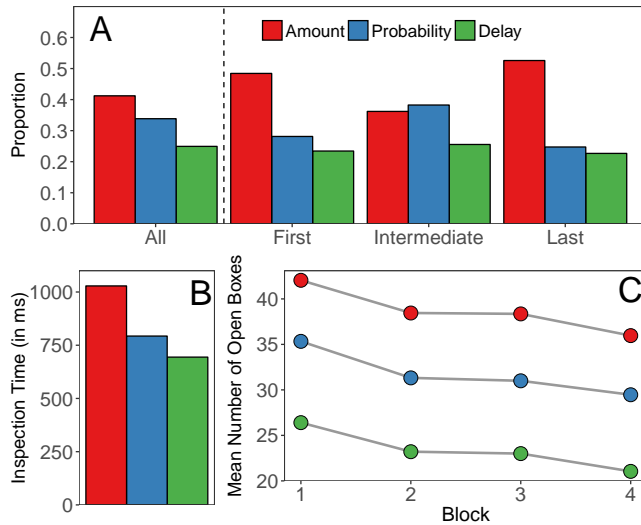 A
Amount Probability Delay
Proportion
0.6
0.5
0.4
0.3
0.2
0.1
0.0
All First Intermediate Last
B
Inspection Time (in ms)
1000
750
500
250
0
C
Mean Number of Open Boxes
40
35
30
25
20
1 2 3 4
Block